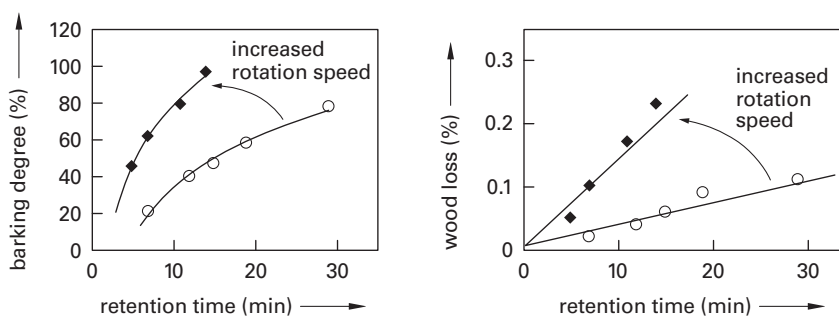 120
100
80
60
40
20
0
0
10
20
30
barking degree (%)
retention time (min)
increased
rotation speed
0.3
0.2
0.1
0
0
10
20
30
wood loss (%)
retention time (min)
increased
rotation
speed